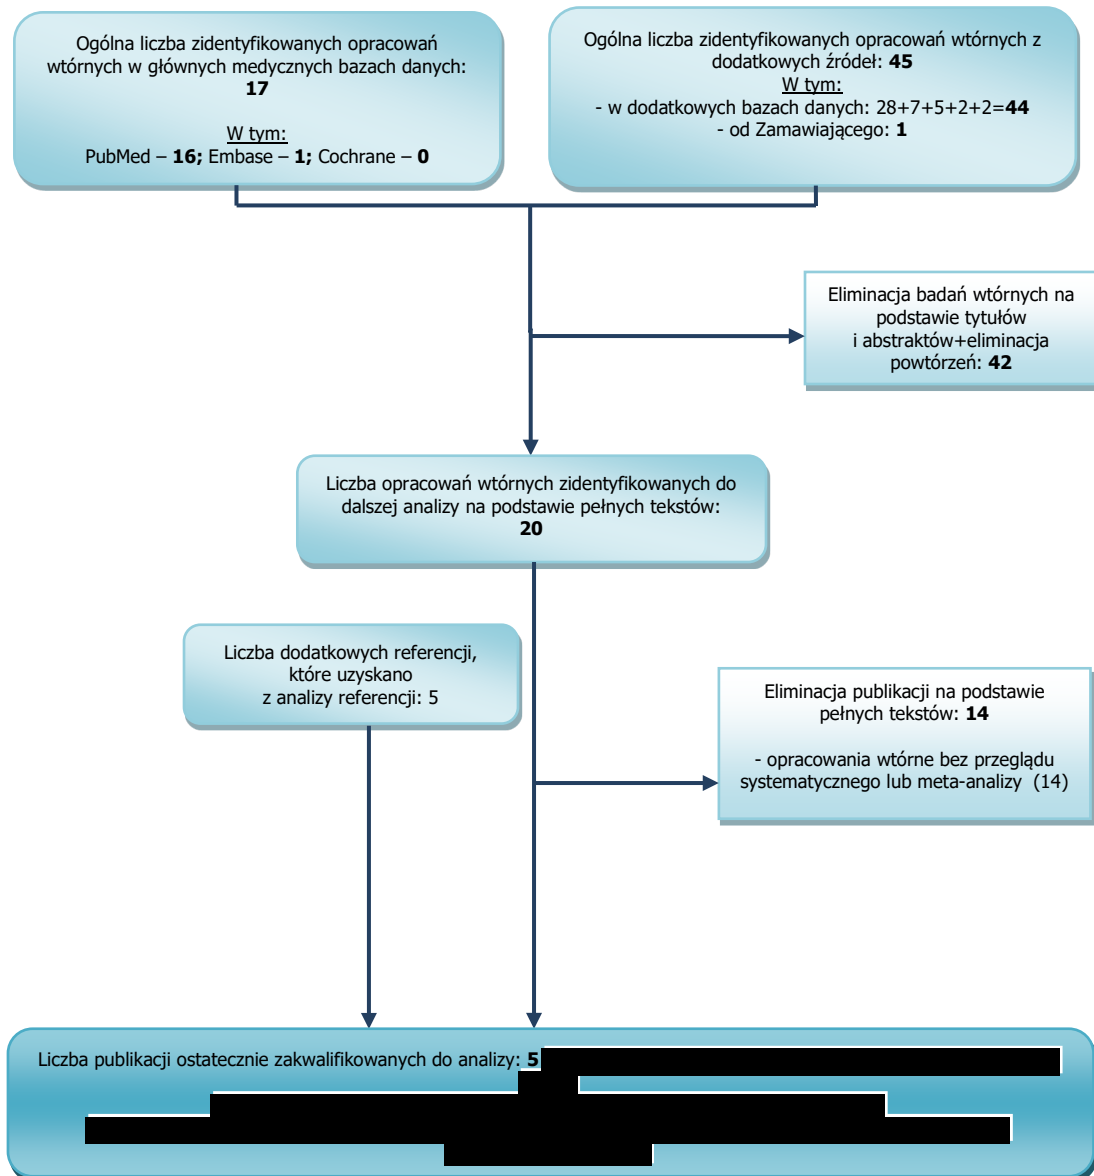 Ogólna liczba zidentyfikowanych opracowań
wtórnych w głównych medycznych bazach danych:
17
W tym:
PubMed – 16; Embase – 1; Cochrane – 0
Ogólna liczba zidentyfikowanych opracowań wtórnych z
dodatkowych źródeł: 45
W tym:
- w dodatkowych bazach danych: 28+7+5+2+2=44
- od Zamawiającego: 1
Eliminacja badań wtórnych na
podstawie tytułów
i abstraktów+eliminacja
powtórzeń: 42
Liczba opracowań wtórnych zidentyfikowanych do
dalszej analizy na podstawie pełnych tekstów:
20
Liczba dodatkowych referencji,
które uzyskano
z analizy referencji: 5
Eliminacja publikacji na podstawie
pełnych tekstów: 14
- opracowania wtórne bez przeglądu
systematycznego lub meta-analizy (14)
Liczba publikacji ostatecznie zakwalifikowanych do analizy: 5